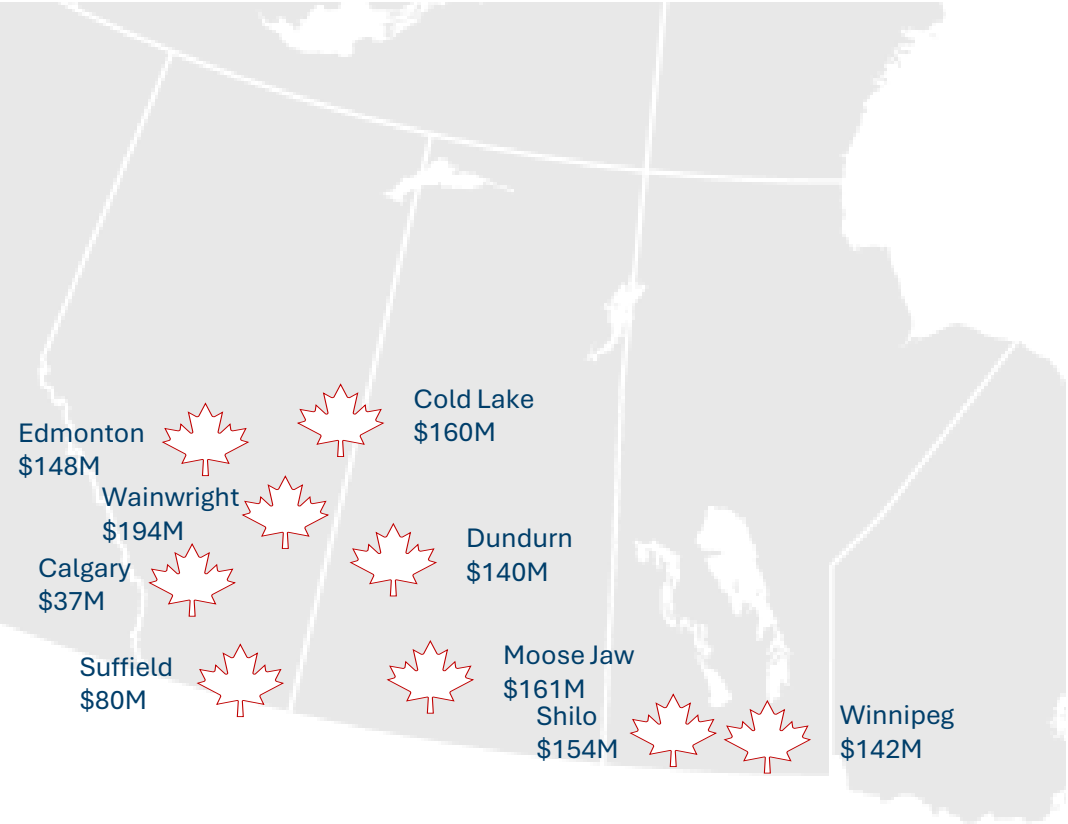 Cold Lake
$160M
Edmonton
$148M
Wainwright
$194M
Dundurn
$140M
Calgary
$37M
Moose Jaw
$161M
Suffield
$80M
Shilo
$154M
Winnipeg
$142M